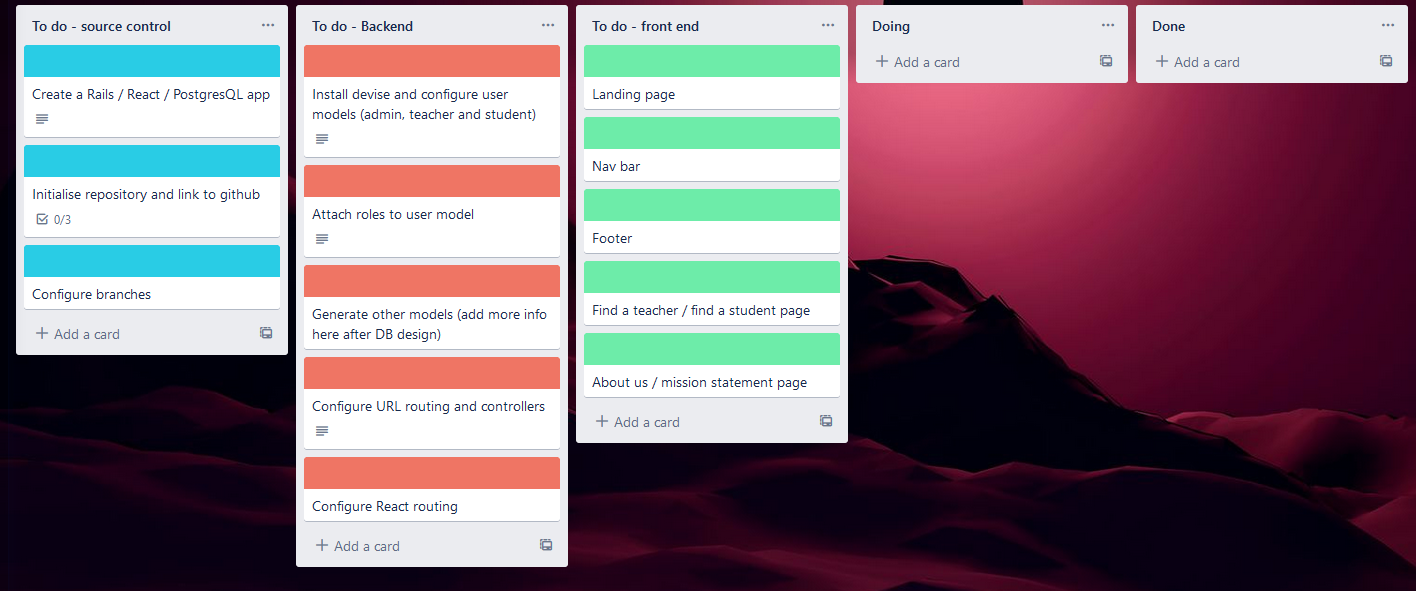 To do - source control
Create a Rails / React / PostgresQL app
Initialise repository and link to github
0/3
Configure branches
Add a card
To do - Backend
Install devise and configure user
models (admin, teacher and student)
Attach roles to user model
Generate other models (add more info
here after DB design)
Configure URL routing and controllers
Configure React routing
Add a card
To do - front end
Landing page
Nav bar
Footer
Find a teacher / find a student page
About us / mission statement page
Add a card
Doing
Add a card
Done
Add a card